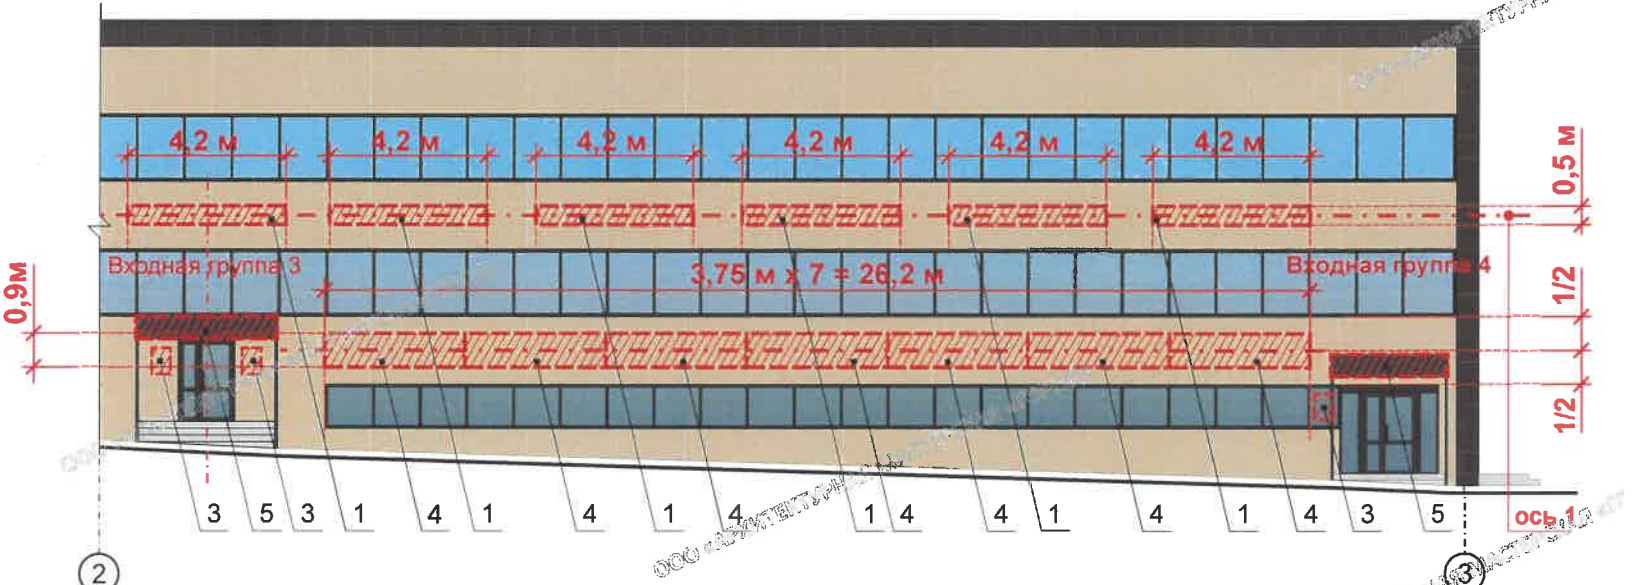 4,2 м 4,2 м 4,2 м 4,2 м 4,2 м 4,2 м
0,5 м
Входная группа 3
3,75 м х 7 = 26,2 м
Входная группа 4
0,9м
1/2
1/2
3 5 3 1 4 1 4 1 4 1 4 4 1 4 1 4 3 5
ось 1
ООО «АРХИТЕКТУРН
2
3